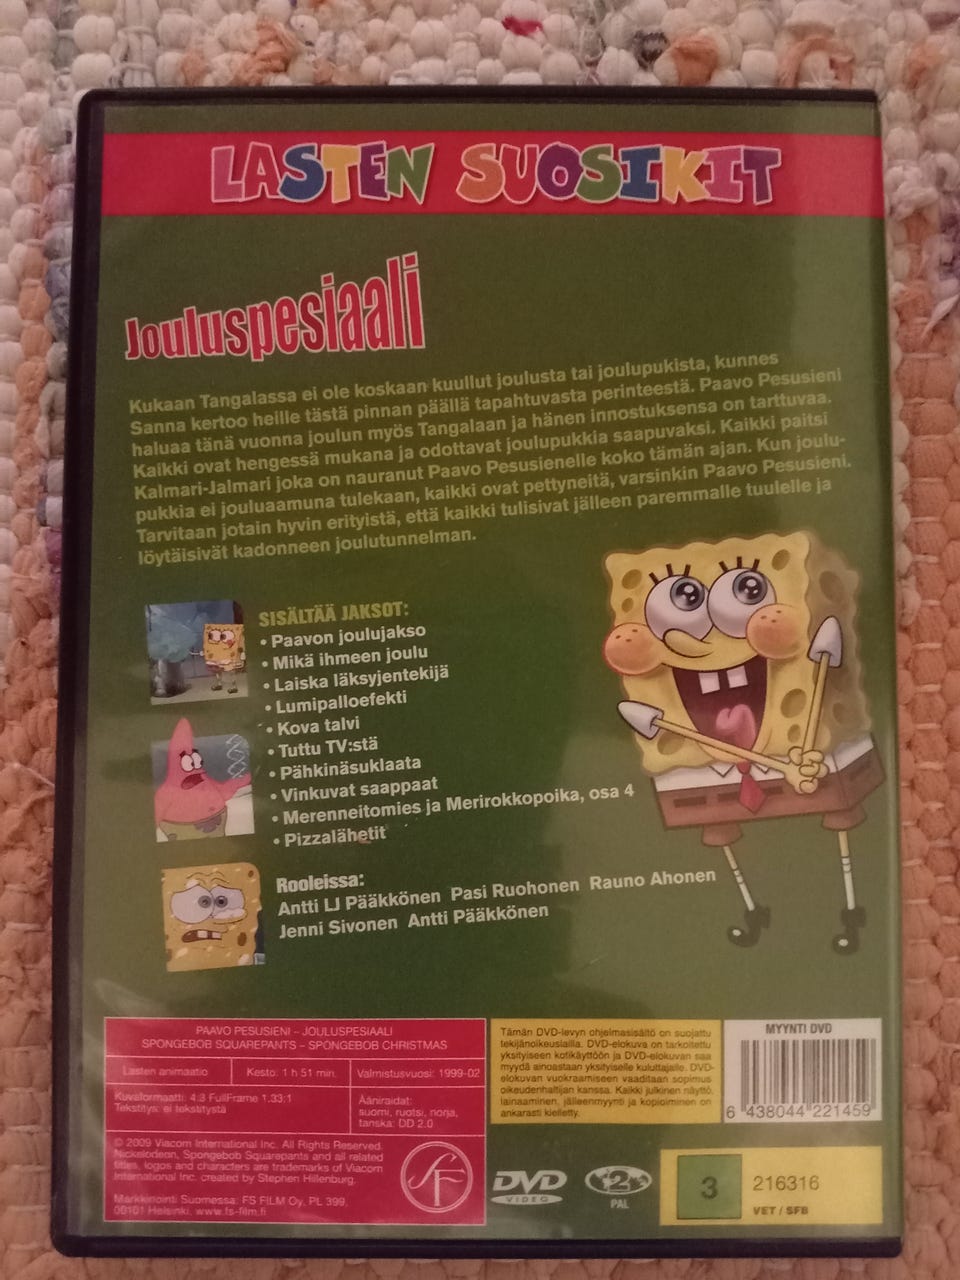 LASTEN SUOSIKIT
Jouluspesiaali
Kukaan Tangalassa ei ole koskaan kuullut joulusta tai joulupukista, kunnes
Sanna kertoo heille tästä pinnan päällä tapahtuvasta perinteestä. Paavo Pesusieni
haluaa tänä vuonna joulun myös Tangalaan ja hänen innostuksensa on tarttuvaa.
Kaikki ovat hengessä mukana ja odottavat joulupukkia saapuvaksi. Kaikki paitsi
Kalmari-Jalmari joka on nauranut Paavo Pesusienelle koko tämän ajan. Kun joulu-
pukkia ei jouluaamuna tulekaan, kaikki ovat pettyneitä, varsinkin Paavo Pesusieni.
Tarvitaan jotain hyvin erityistä, että kaikki tulisivat jälleen paremmalle tuulelle ja
löytäisivät kadonneen joulutunnelman.
SISÄLTÄÄ JAKSOT:
• Paavon joulujakso
• Mikä ihmeen joulu
• Laiska läksyjentekijä
• Lumipalloefekti
• Kova talvi
• Tuttu TV:stä
• Pähkinäsuklaata
• Vinkuvat saappaat
• Merenneitomies ja Merirokkopoika, osa 4
• Pizzalähetit
Rooleissa:
Antti LJ Pääkkönen Pasi Ruohonen Rauno Ahonen
Jenni Sivonen Antti Pääkkönen
PAAVO PESUSIENI – JOULUSPESIAALI
SPONGEBOB SQUAREPANTS – SPONGEBOB CHRISTMAS
Lasten animaatio Kesto: 1 h 51 min. Valmistusvuosi: 1999-02
Kuvaformaatti: 4:3 FullFrame 1.33:1
Tekstitys: ei tekstitystä
Ääniraidat:
suomi, ruotsi, norja,
tanska: DD 2.0
© 2009 Viacom International Inc. All Rights Reserved.
Nickelodeon, Spongebob Squarepants and all related
titles, logos and characters are trademarks of Viacom
International Inc. created by Stephen Hillenburg.
Markkinointi Suomessa: FS FILM Oy, PL 399,
00101 Helsinki, www.fs-film.fi
SF
Tämän DVD-levyn ohjelmasisältö on suojattu
tekijänoikeuslailla. DVD-elokuva on tarkoitettu
yksityiseen kotikäyttöön ja DVD-elokuvan saa
myydä ainoastaan yksityiselle kuluttajalle. DVD-
elokuvan vuokraamiseen vaaditaan sopimus
oikeudenhaltijan kanssa. Kaikki julkinen näyttö,
lainaaminen, jälleenmyynti ja kopioiminen on
ankarasti kielletty.
MYYNTI DVD
6 438044 221459
DVD
VIDEO
2
PAL
3
216316
VET / SFB